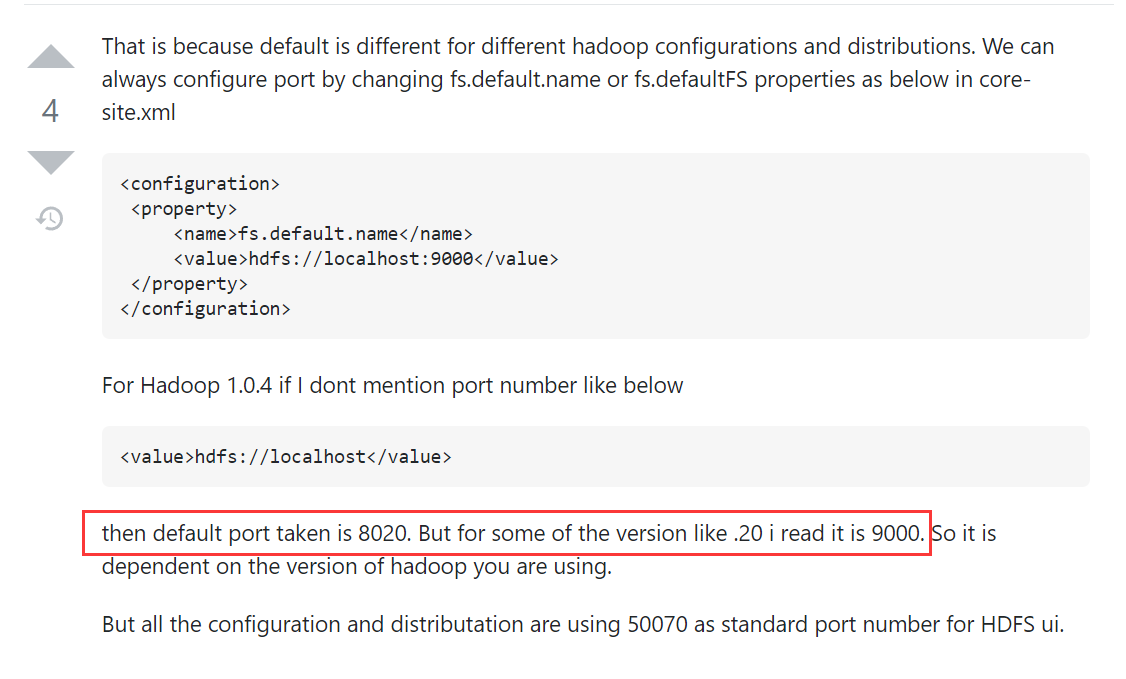 That is because default is different for different hadoop configurations and distributions. We can
always configure port by changing fs.default.name or fs.defaultFS properties as below in core-
site.xml
4
<configuration>
<property>
<name>fs.default.name</name>
<value>hdfs://localhost:9000</value>
</property>
</configuration>
For Hadoop 1.0.4 if I dont mention port number like below
<value>hdfs://localhost</value>
then default port taken is 8020. But for some of the version like .20 i read it is 9000. So it is
dependent on the version of hadoop you are using.
But all the configuration and distributation are using 50070 as standard port number for HDFS ui.